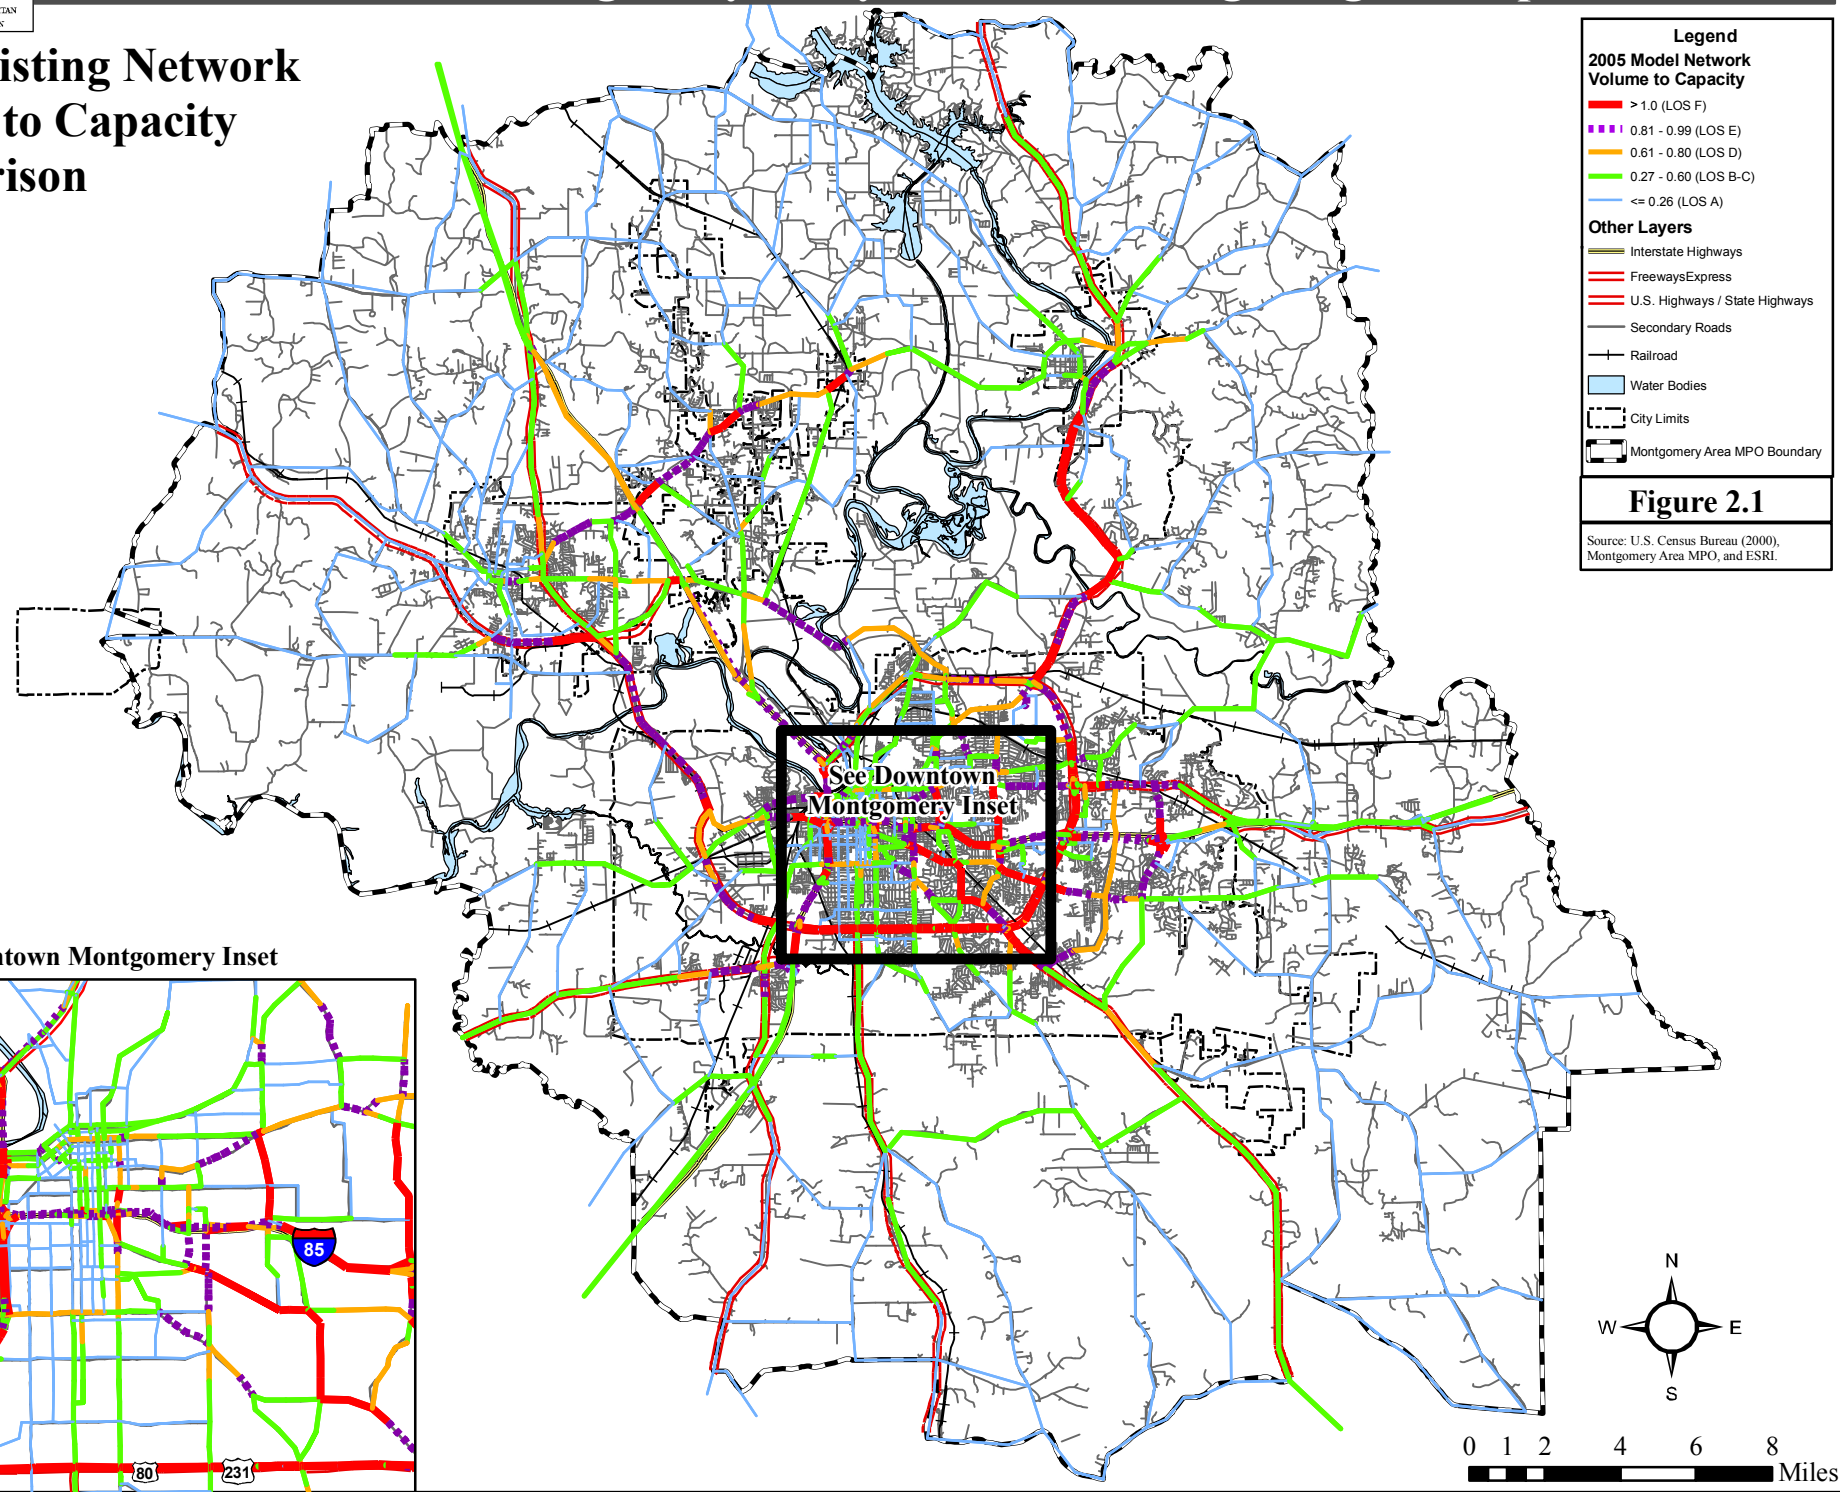 TAN
N
isting Network
to Capacity
rison
Legend
2005 Model Network
Volume to Capacity
> 1.0 (LOS F)
0.81 - 0.99 (LOS E)
0.61 - 0.80 (LOS D)
0.27 - 0.60 (LOS B-C)
<= 0.26 (LOS A)
Other Layers
Interstate Highways
FreewaysExpress
U.S. Highways / State Highways
Secondary Roads
Railroad
Water Bodies
City Limits
Montgomery Area MPO Boundary
Figure 2.1
Source: U.S. Census Bureau (2000),
Montgomery Area MPO, and ESRI.
See Downtown
Montgomery Inset
ntown Montgomery Inset
85
80
231
N
W E
S
0 1 2 4 6 8
Miles